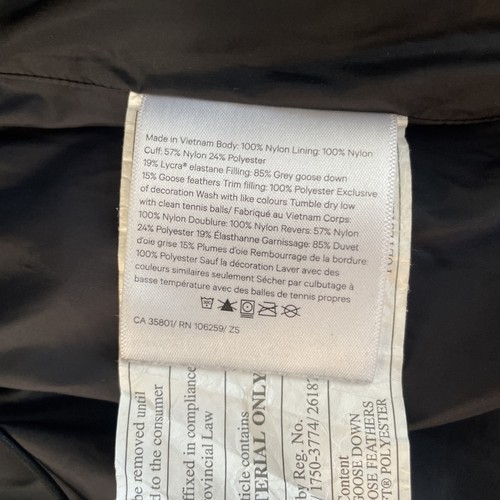 Made in Vietnam Body: 100% Nylon Lining: 100% Nylon
Cuff: 57% Nylon 24% Polyester
19% Lycra® elastane Filling: 85% Grey goose down
15% Goose feathers Trim filling: 100% Polyester Exclusive
of decoration Wash with like colours Tumble dry low
with clean tennis balls/ Fabriqué au Vietnam Corps:
100% Nylon Doublure: 100% Nylon Revers: 57% Nylon
24% Polyester 19% Élasthanne Garnissage: 85% Duvet
d'oie grise 15% Plumes d'oie Rembourrage de la bordure:
100% Polyester Sauf la décoration Laver avec des
couleurs similaires seulement Sécher par culbutage à
basse température avec des balles de tennis propres
CA 35801/ RN 106259/ Z5
be removed until
d to the consumer
ffixed in compliance
rovincial Law
ticle contains
TERIAL ONLY
by Reg. No.
1750-3774/2618
ontent
GOOSE DOWN
SE FEATHERS
T® POLYESTER